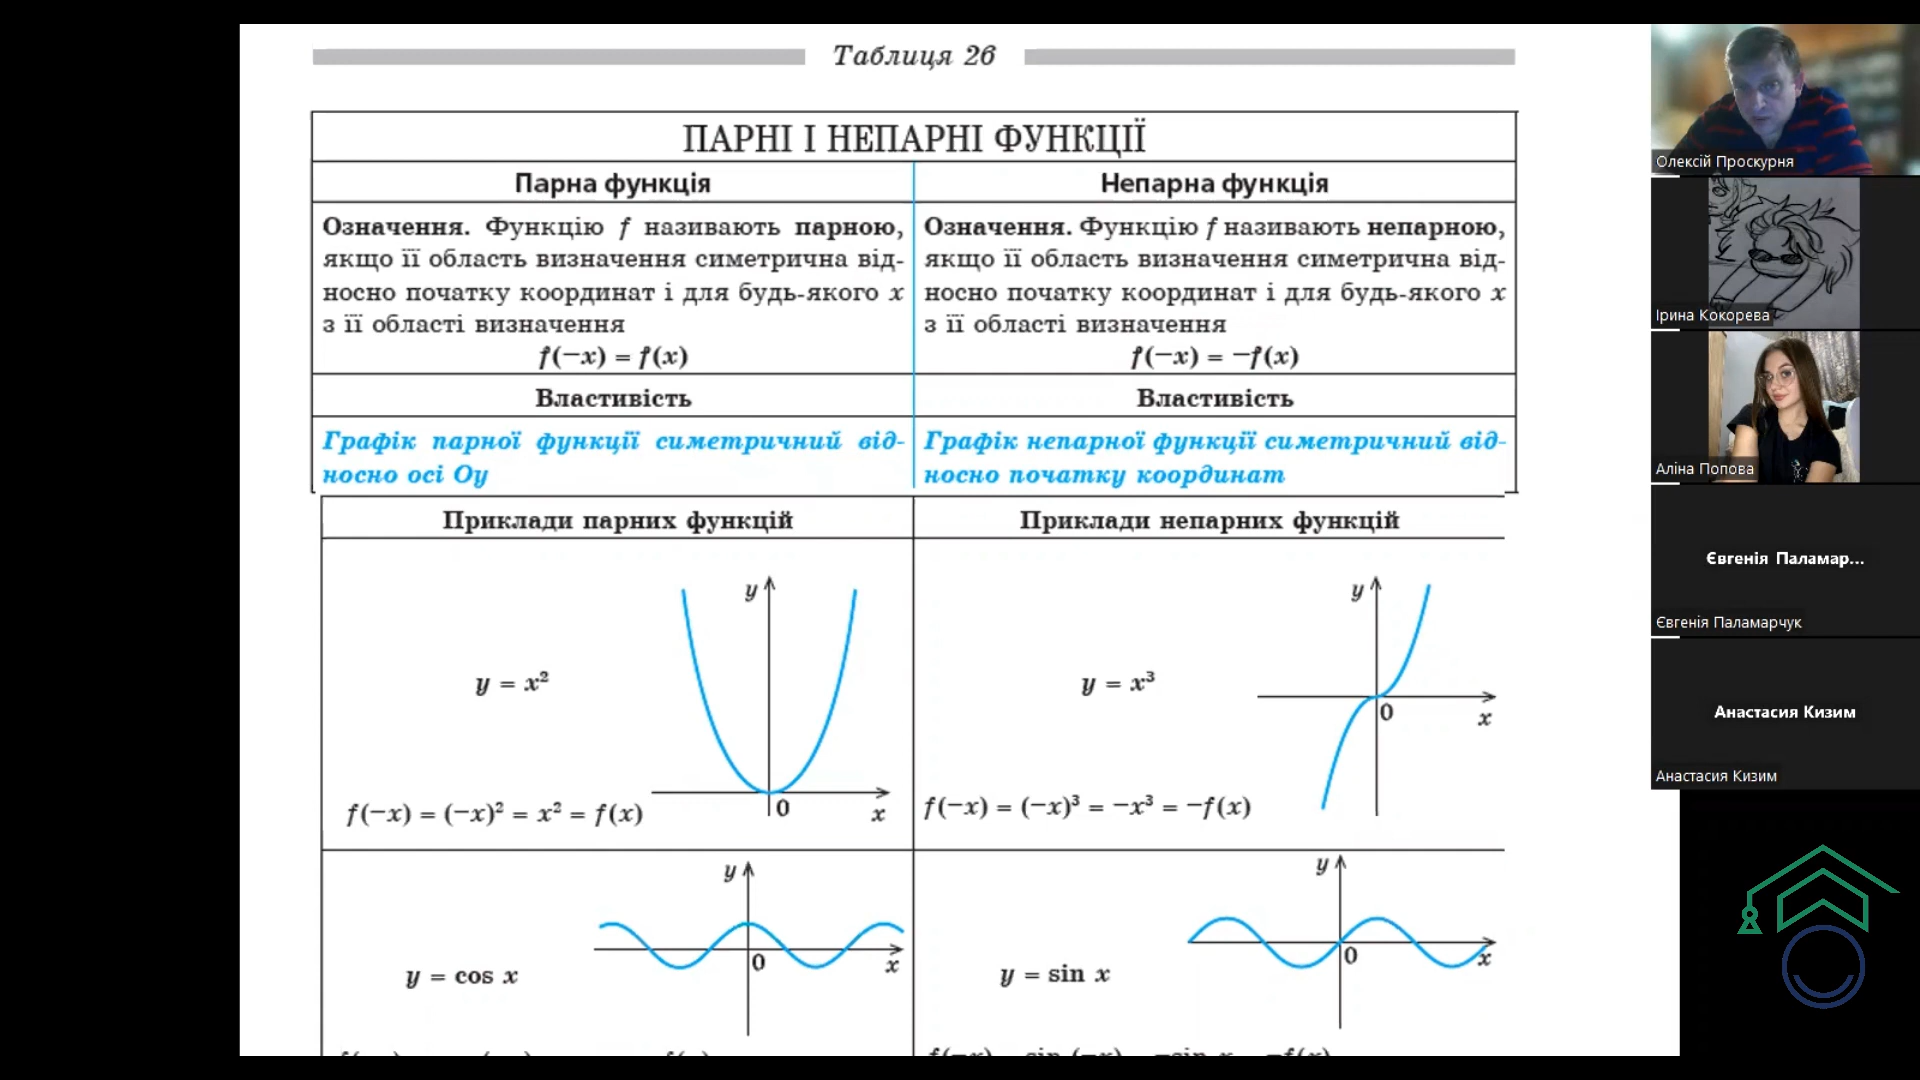 Таблиця 26
ПАРНІ І НЕПАРНІ ФУНКЦІЇ
Парна функція
Непарна функція
Означення. Функцію f називають парною,
якщо її область визначення симетрична від-
носно початку координат і для будь-якого x
з її області визначення
f(−x) = f(x)
Означення. Функцію f називають непарною,
якщо її область визначення симетрична від-
носно початку координат і для будь-якого x
з її області визначення
f(−x) = −f(x)
Властивість
Властивість
Графік парної функції симетричний від-
носно осі Oy
Графік непарної функції симетричний від-
носно початку координат
Приклади парних функцій
Приклади непарних функцій
y = x²
y
0
x
f(−x) = (−x)² = x² = f(x)
y = x³
y
0
x
f(−x) = (−x)³ = −x³ = −f(x)
y = cos x
y
0
x
y = sin x
y
0
x
Олексій Проскурня
Ірина Кокорева
Аліна Попова
Євгенія Паламар...
Євгенія Паламарчук
Анастасия Кизим
Анастасия Кизим